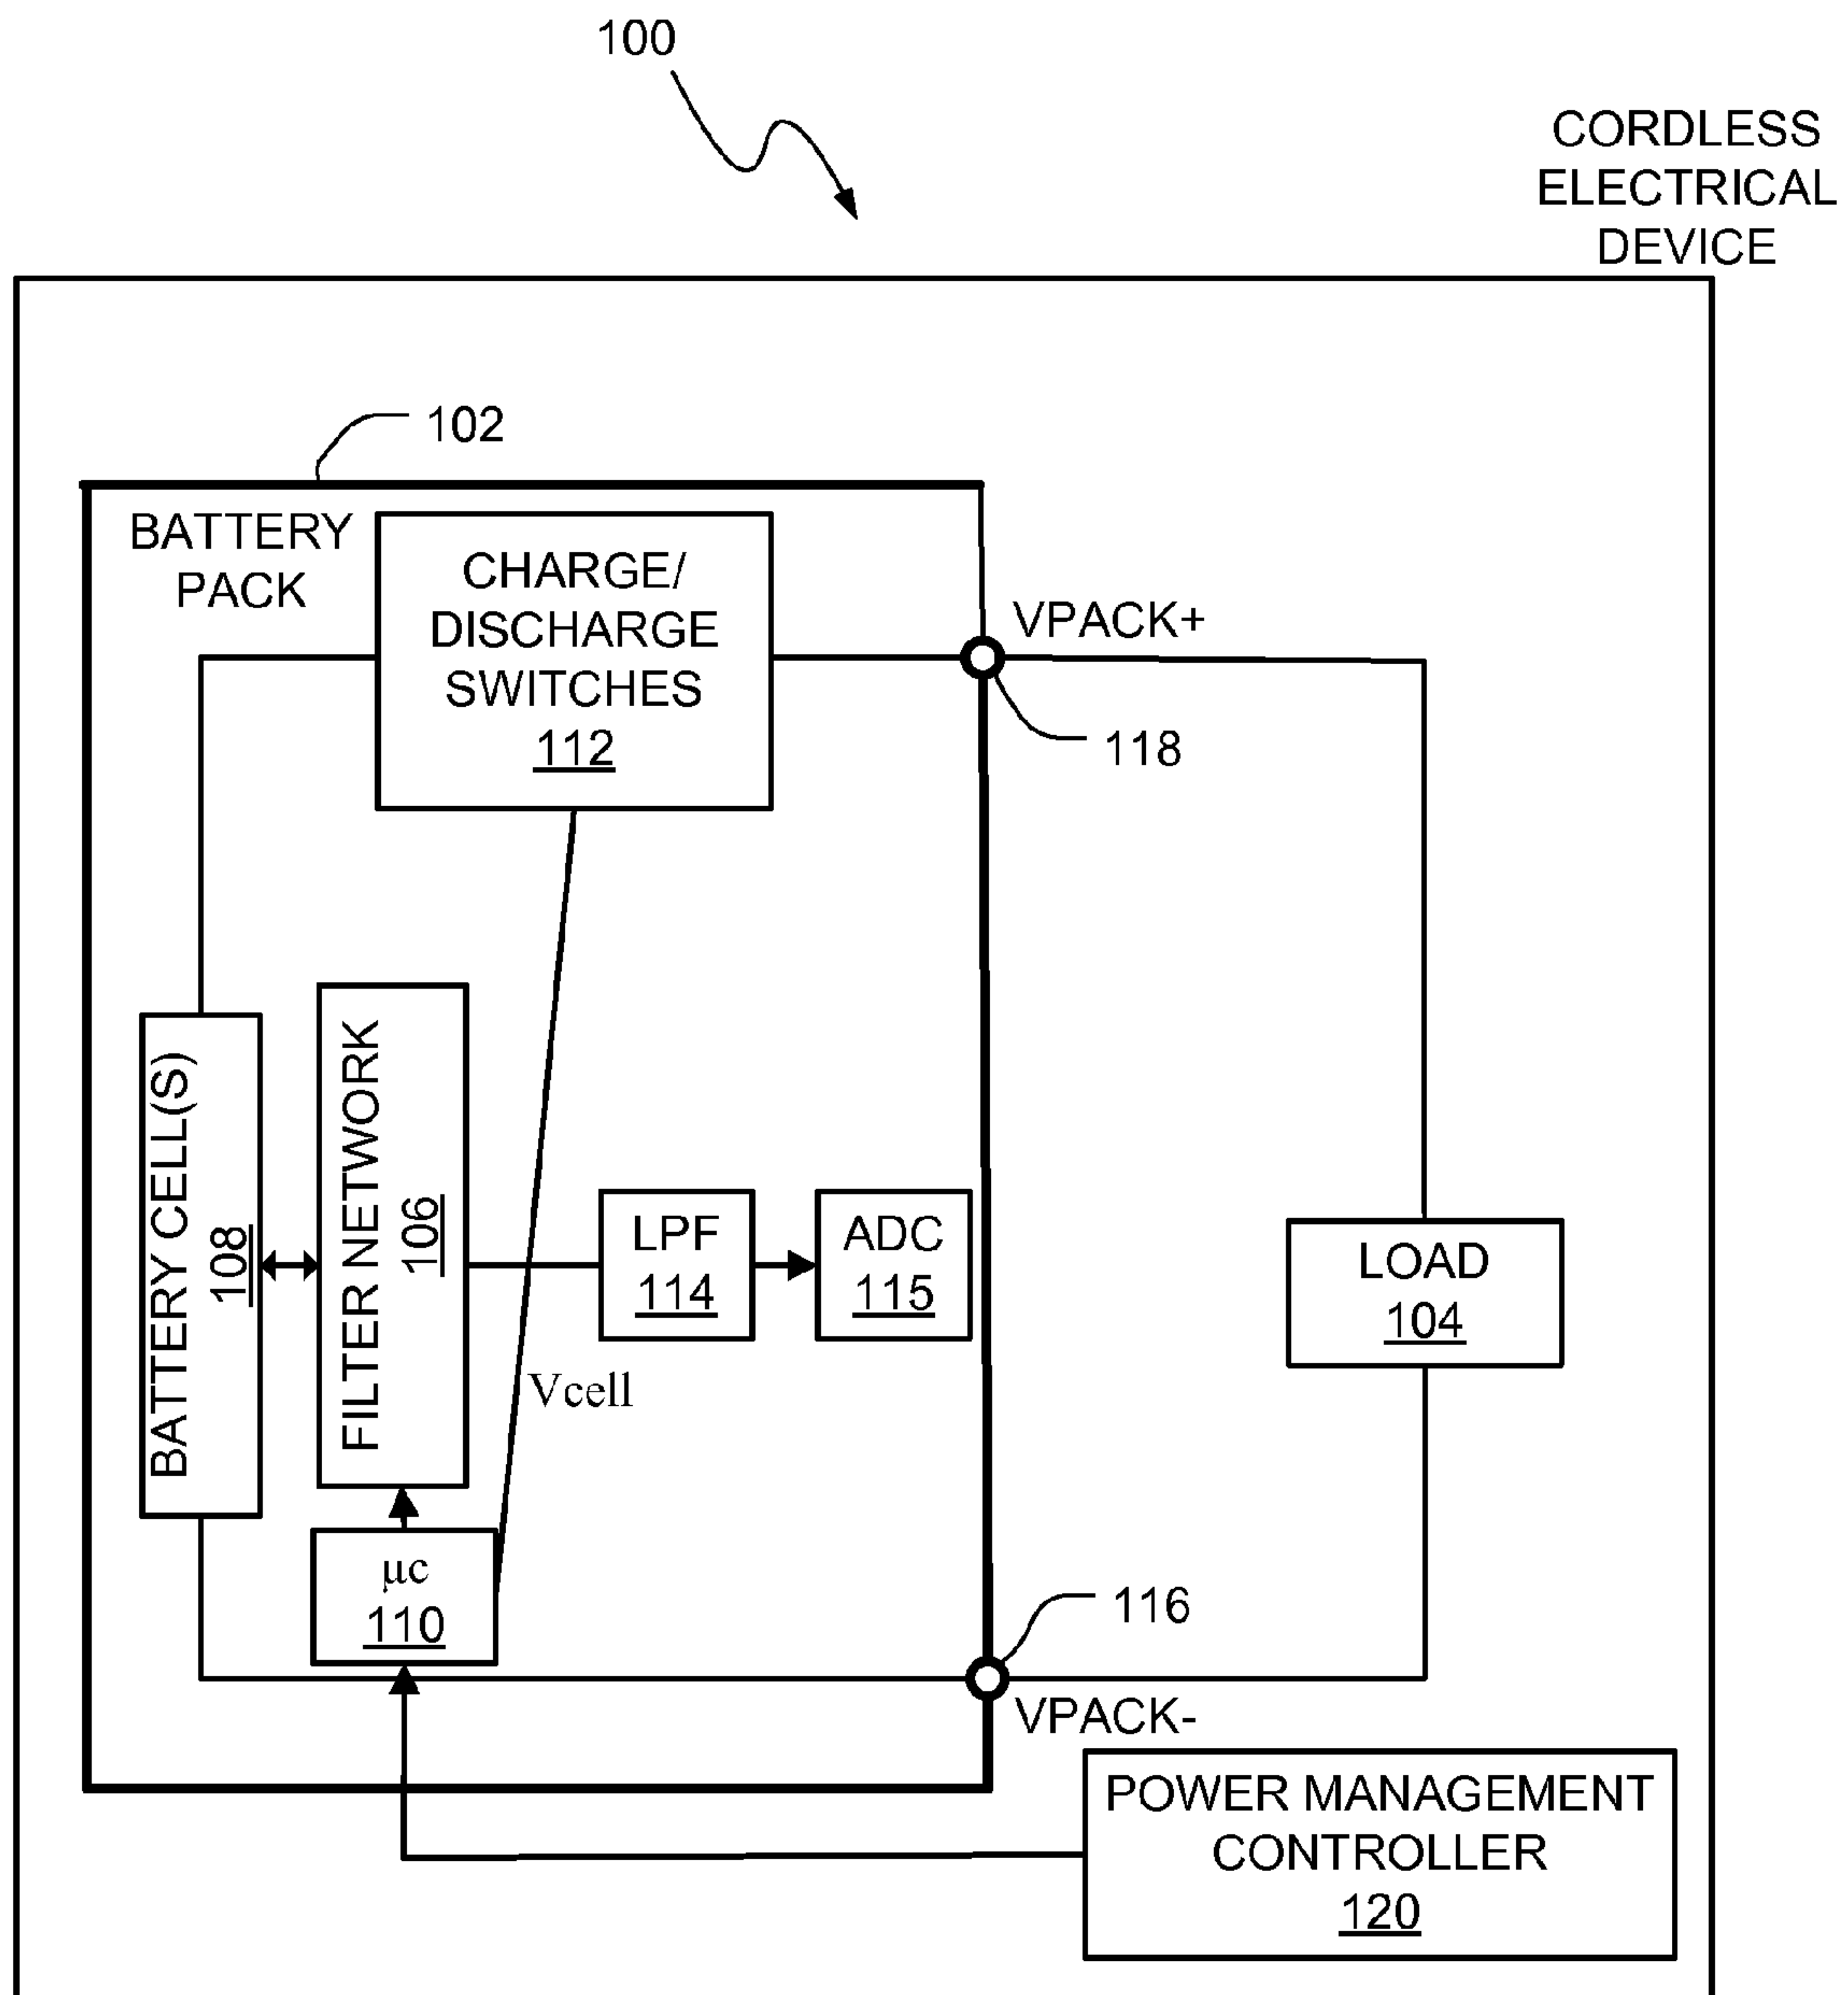 100
CORDLESS
ELECTRICAL
DEVICE
102
BATTERY
PACK
CHARGE/
DISCHARGE
SWITCHES
112
VPACK+
118
BATTERY CELL(S)
108
FILTER NETWORK
106
LPF
114
ADC
115
LOAD
104
Vcell
μc
110
116
VPACK-
POWER MANAGEMENT
CONTROLLER
120